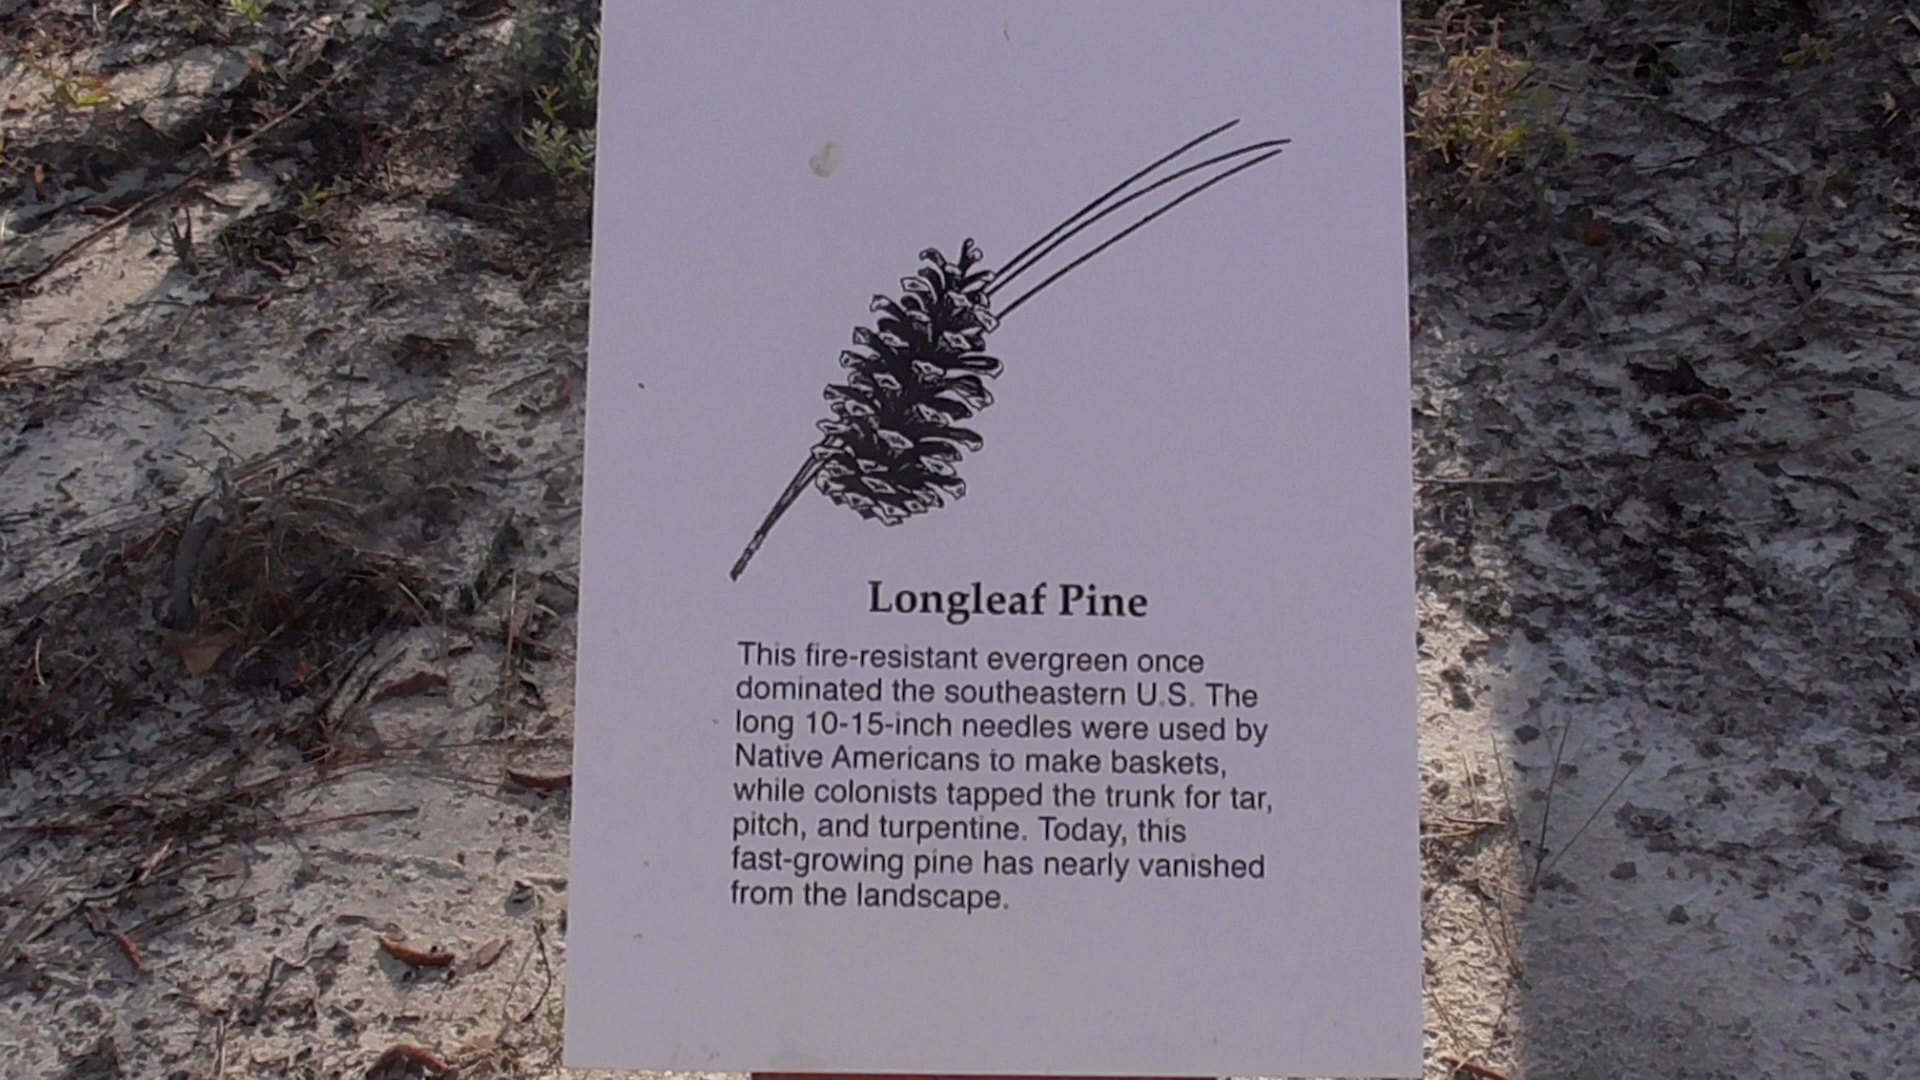 Longleaf Pine
This fire-resistant evergreen once
dominated the southeastern U.S. The
long 10-15-inch needles were used by
Native Americans to make baskets,
while colonists tapped the trunk for tar,
pitch, and turpentine. Today, this
fast-growing pine has nearly vanished
from the landscape.